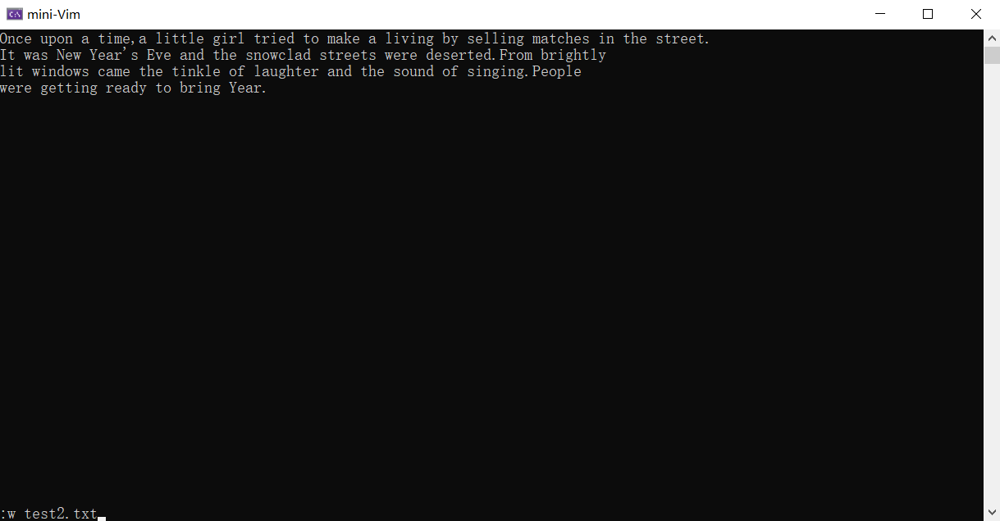 mini-Vim
Once upon a time,a little girl tried to make a living by selling matches in the street.
It was New Year's Eve and the snowclad streets were deserted.From brightly
lit windows came the tinkle of laughter and the sound of singing.People
were getting ready to bring Year.
:w test2.txt